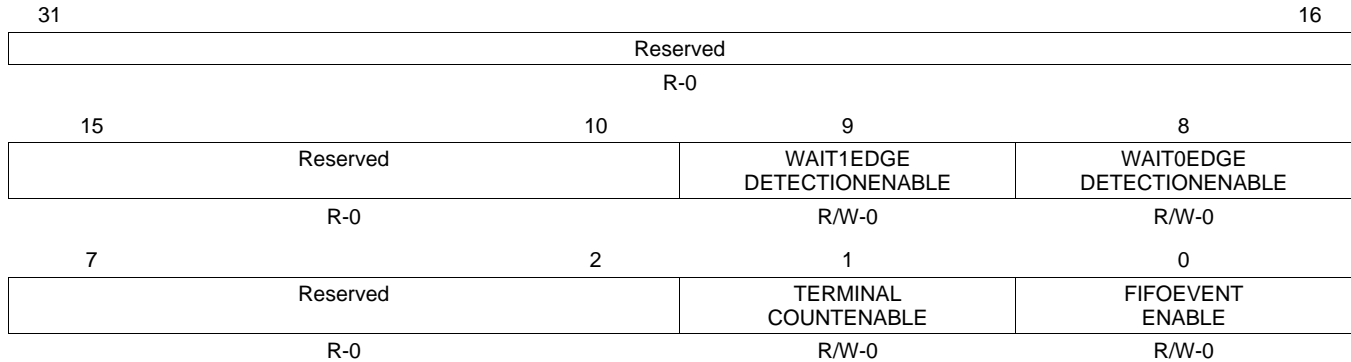 31 16
Reserved
R-0
15 10 9 8
Reserved WAIT1EDGE WAIT0EDGE
DETECTIONENABLE DETECTIONENABLE
R-0 R/W-0 R/W-0
7 2 1 0
Reserved TERMINAL FIFOEVENT
COUNTENABLE ENABLE
R-0 R/W-0 R/W-0